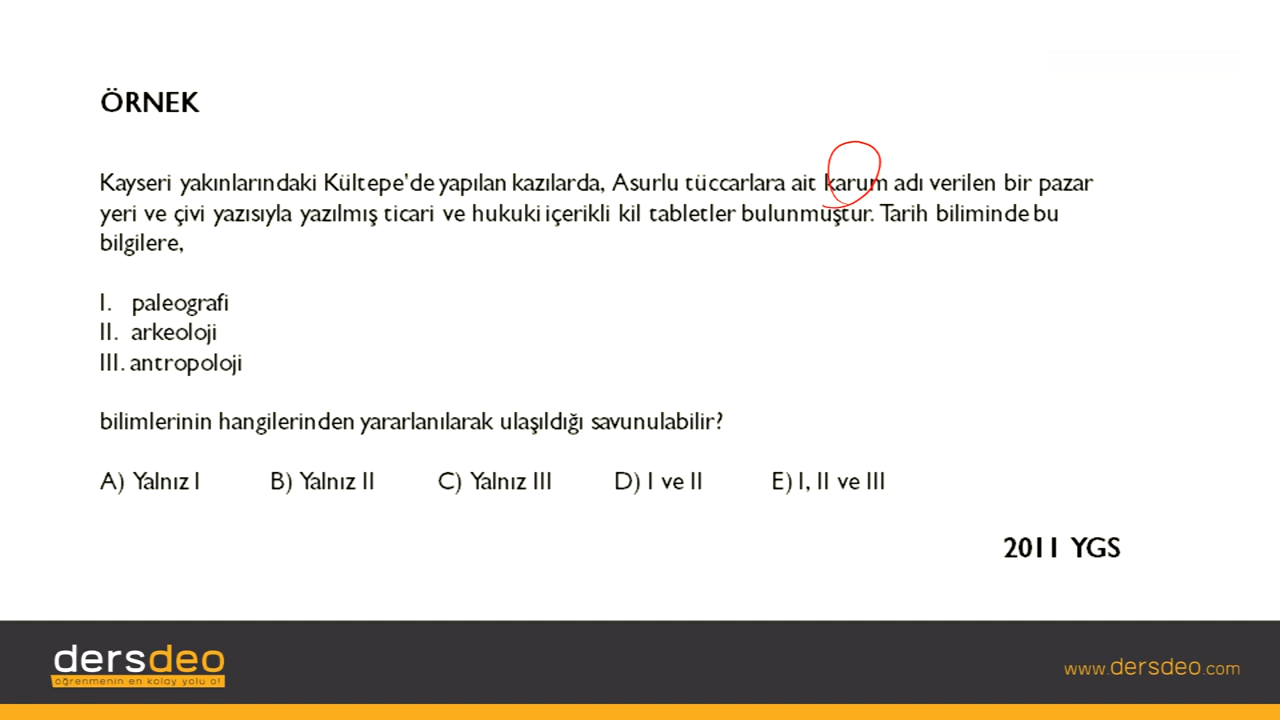 ÖRNEK
Kayseri yakınlarındaki Kültepe'de yapılan kazılarda, Asurlu tüccarlara ait karum adı verilen bir pazar
yeri ve çivi yazısıyla yazılmış ticari ve hukuki içerikli kil tabletler bulunmuştur. Tarih biliminde bu
bilgilere,
I. paleografi
II. arkeoloji
III. antropoloji
bilimlerinin hangilerinden yararlanılarak ulaşıldığı savunulabilir?
A) Yalnız I B) Yalnız II C) Yalnız III D) I ve II E) I, II ve III
2011 YGS
dersdeo
öğrenmenin en kolay yolu o!
www.dersdeo.com